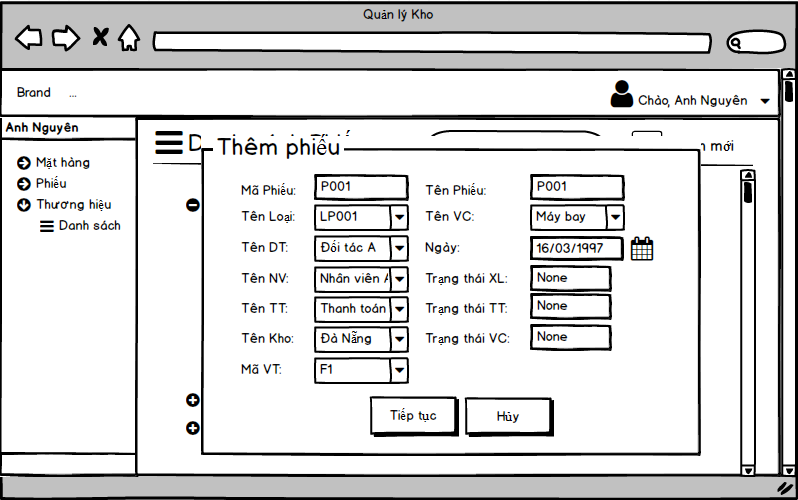 Quản lý Kho
Brand ...
Chào, Anh Nguyên
Anh Nguyên
Mặt hàng
Phiếu
Thương hiệu
Danh sách
mới
Thêm phiếu
Mã Phiếu: P001 Tên Phiếu: P001
Tên Loại: LP001 Tên VC: Máy bay
Tên DT: Đối tác A Ngày: 16/03/1997
Tên NV: Nhân viên A Trạng thái XL: None
Tên TT: Thanh toán Trạng thái TT: None
Tên Kho: Đà Nẵng Trạng thái VC: None
Mã VT: F1
Tiếp tục Hủy